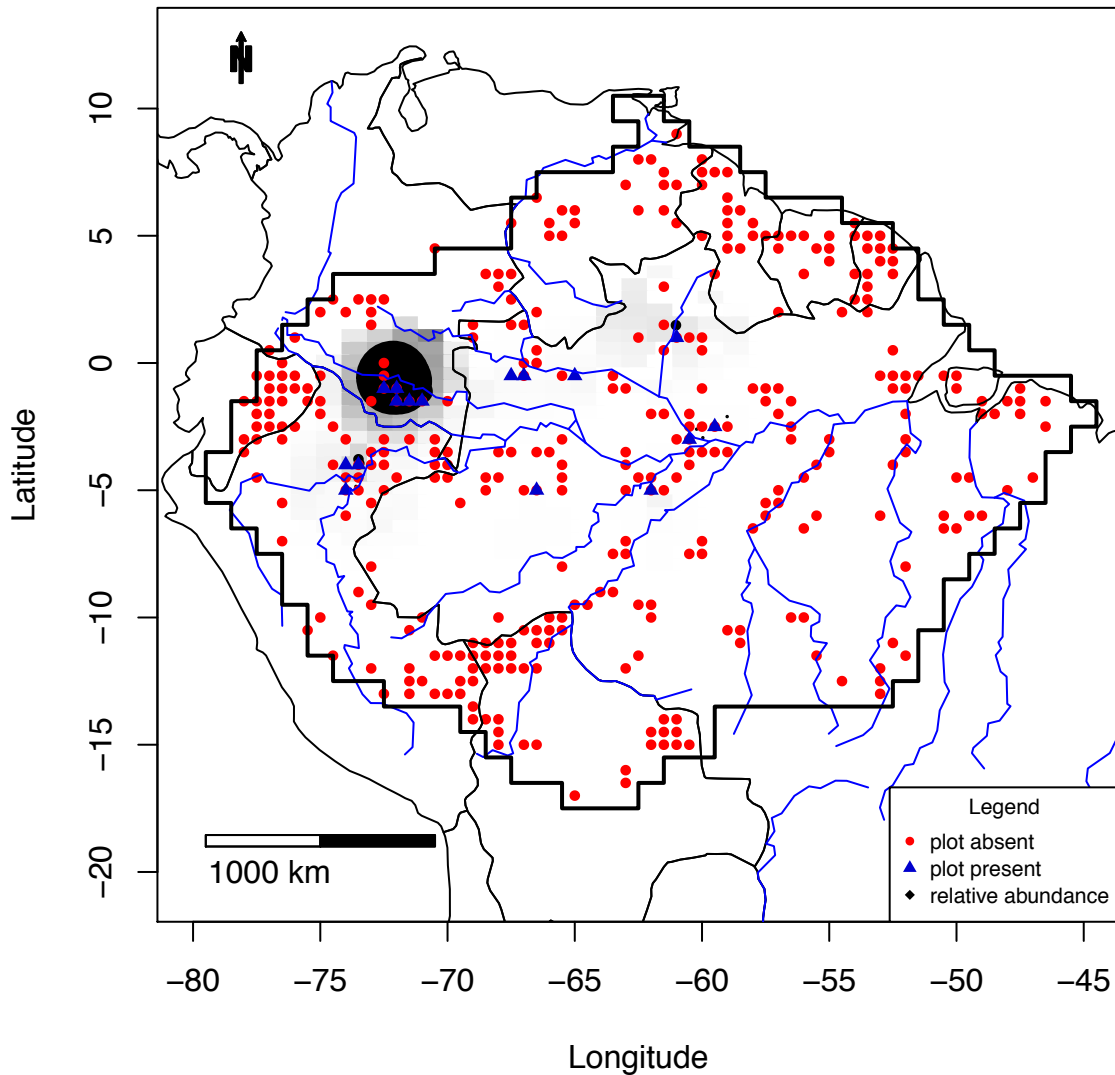 N
10
5
0
−5
−10
−15
−20
Latitude
1000 km
Legend
plot absent
plot present
relative abundance
−80 −75 −70 −65 −60 −55 −50 −45
Longitude